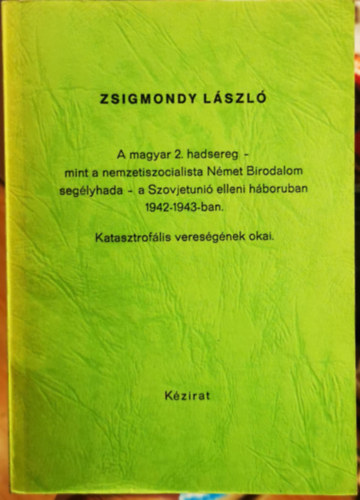 ZSIGMONDY LÁSZLÓ
A magyar 2. hadsereg -
mint a nemzetiszocialista Német Birodalom
segélyhada - a Szovjetunió elleni háboruban
1942-1943-ban.
Katasztrofális vereségének okai.
Kézirat